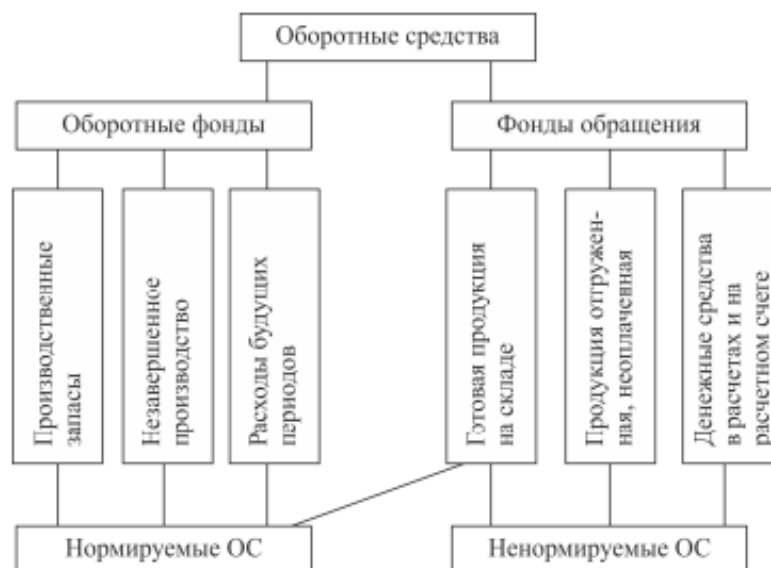 Оборотные средства
Оборотные фонды
Фонды обращения
Производственные
запасы
Незавершенное
производство
Расходы будущих
периодов
Готовая продукция
на складе
Продукция отгружен-
ная, неоплаченная
Денежные средства
в расчетах и на
расчетном счете
Нормируемые ОС
Ненормируемые ОС